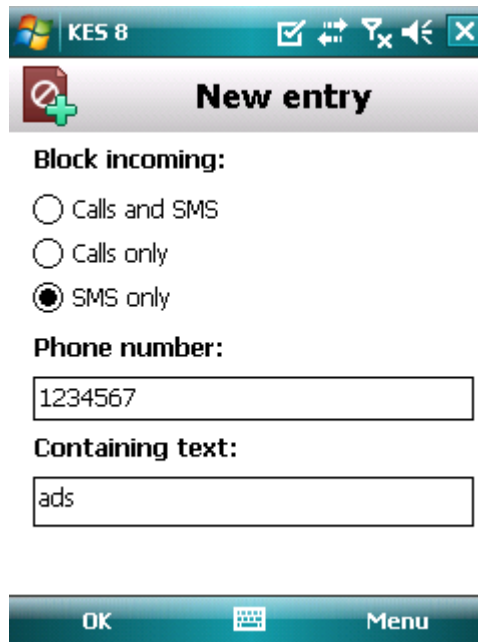 KES 8
New entry
Block incoming:
Calls and SMS
Calls only
SMS only
Phone number:
1234567
Containing text:
ads
OK Menu